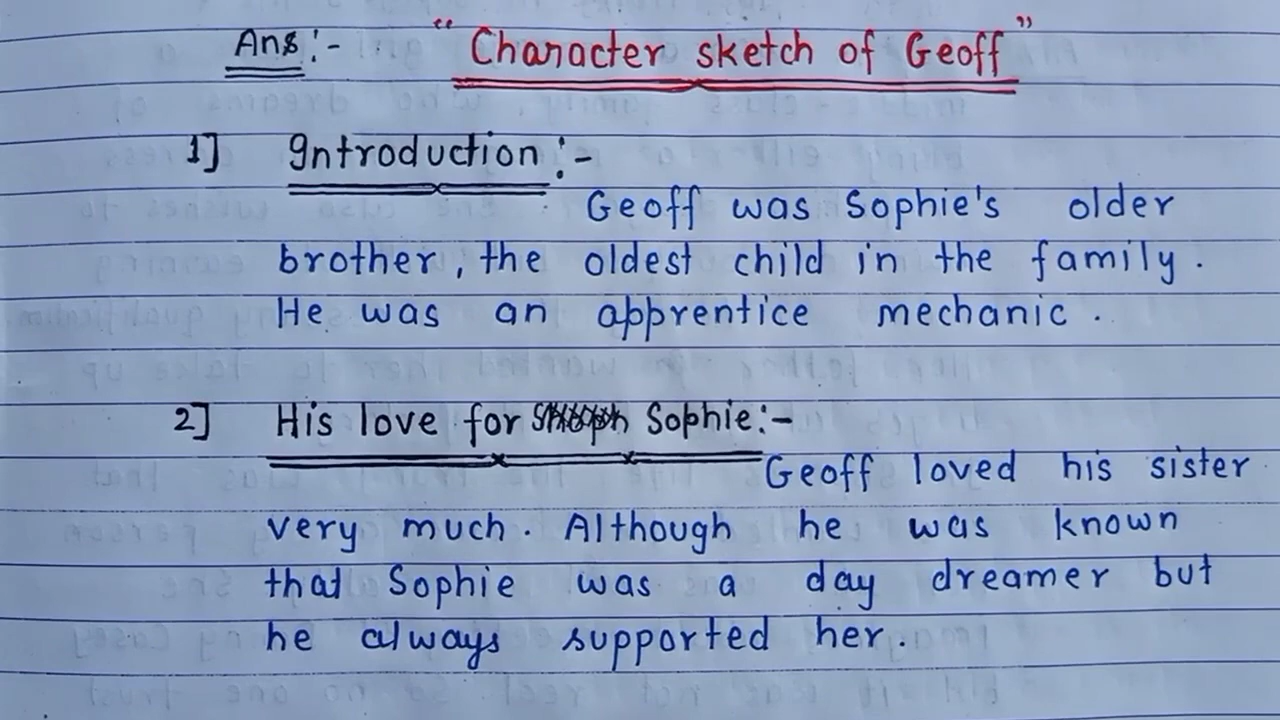 Ans:- "Character sketch of Geoff"
1] Introduction:-
Geoff was Sophie's older
brother, the oldest child in the family.
He was an apprentice mechanic.
2] His love for Sophie:-
Geoff loved his sister
very much. Although he was known
that Sophie was a day dreamer but
he always supported her.